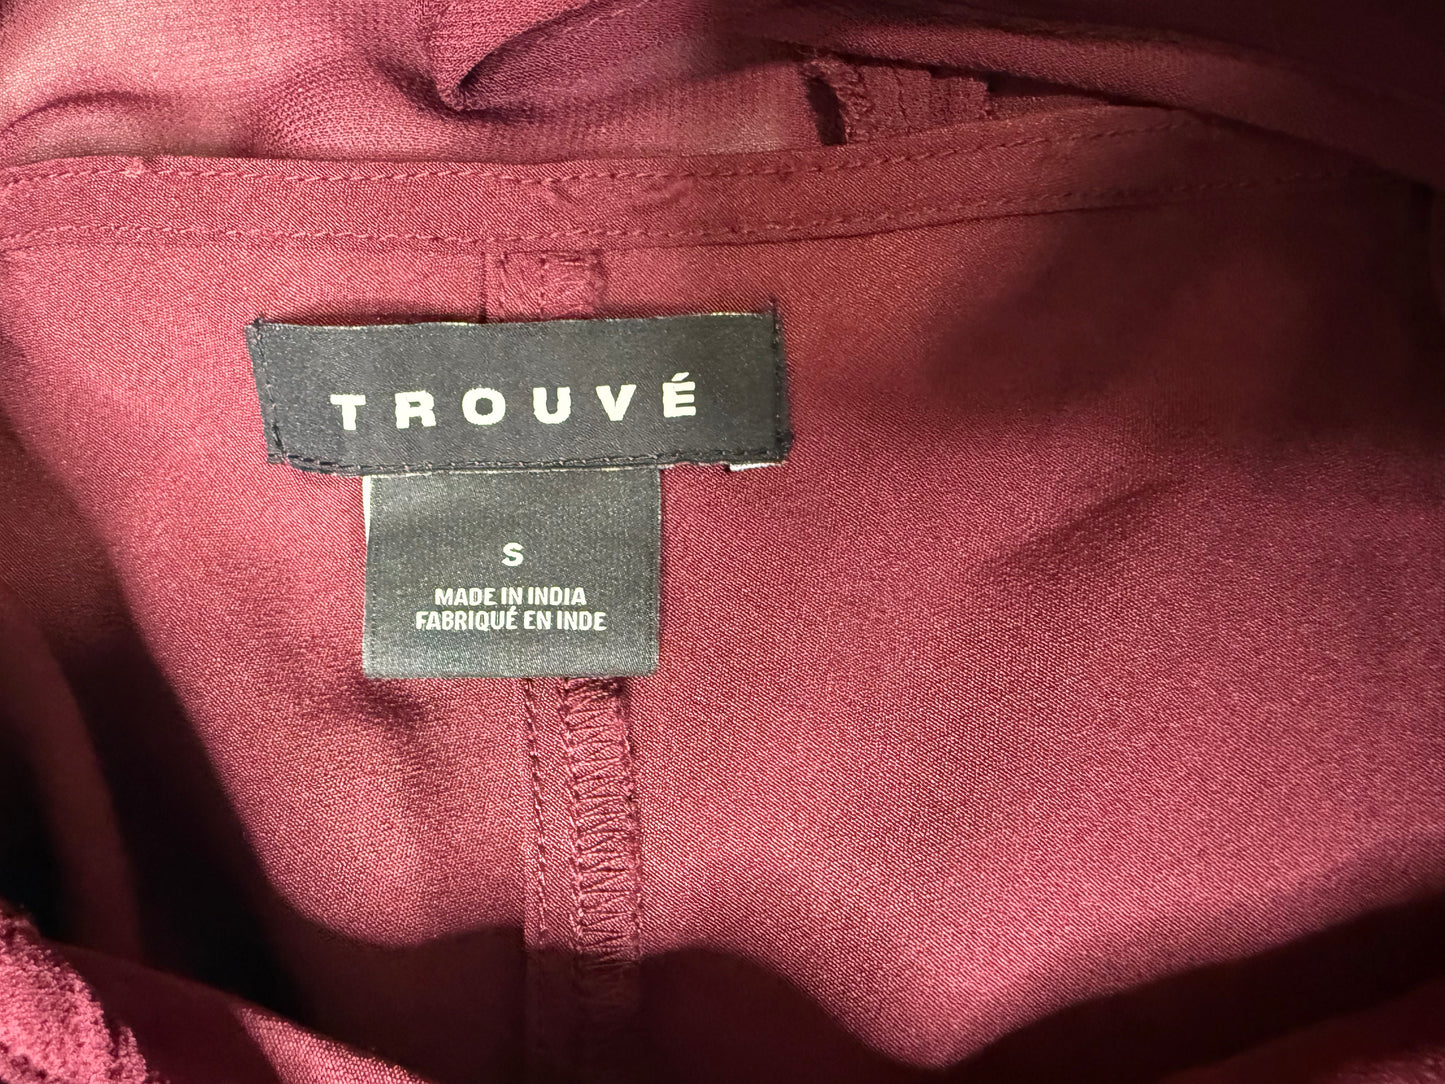 TROUVÉ
S
MADE IN INDIA
FABRIQUÉ EN INDE